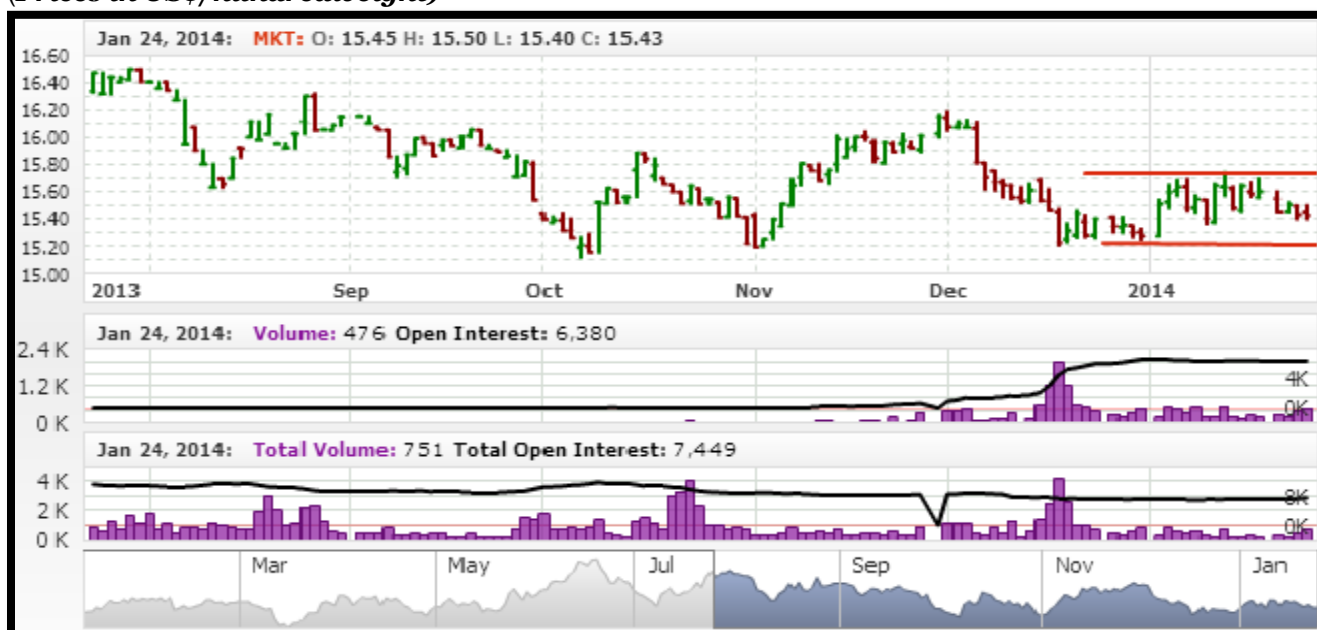 Jan 24, 2014: MKT: O: 15.45 H: 15.50 L: 15.40 C: 15.43
16.60
16.40
16.20
16.00
15.80
15.60
15.40
15.20
15.00
2013 Sep Oct Nov Dec 2014
Jan 24, 2014: Volume: 476 Open Interest: 6,380
2.4 K
1.2 K
0 K
4K
0K
Jan 24, 2014: Total Volume: 751 Total Open Interest: 7,449
4 K
2 K
0 K
8K
0K
Mar May Jul Sep Nov Jan